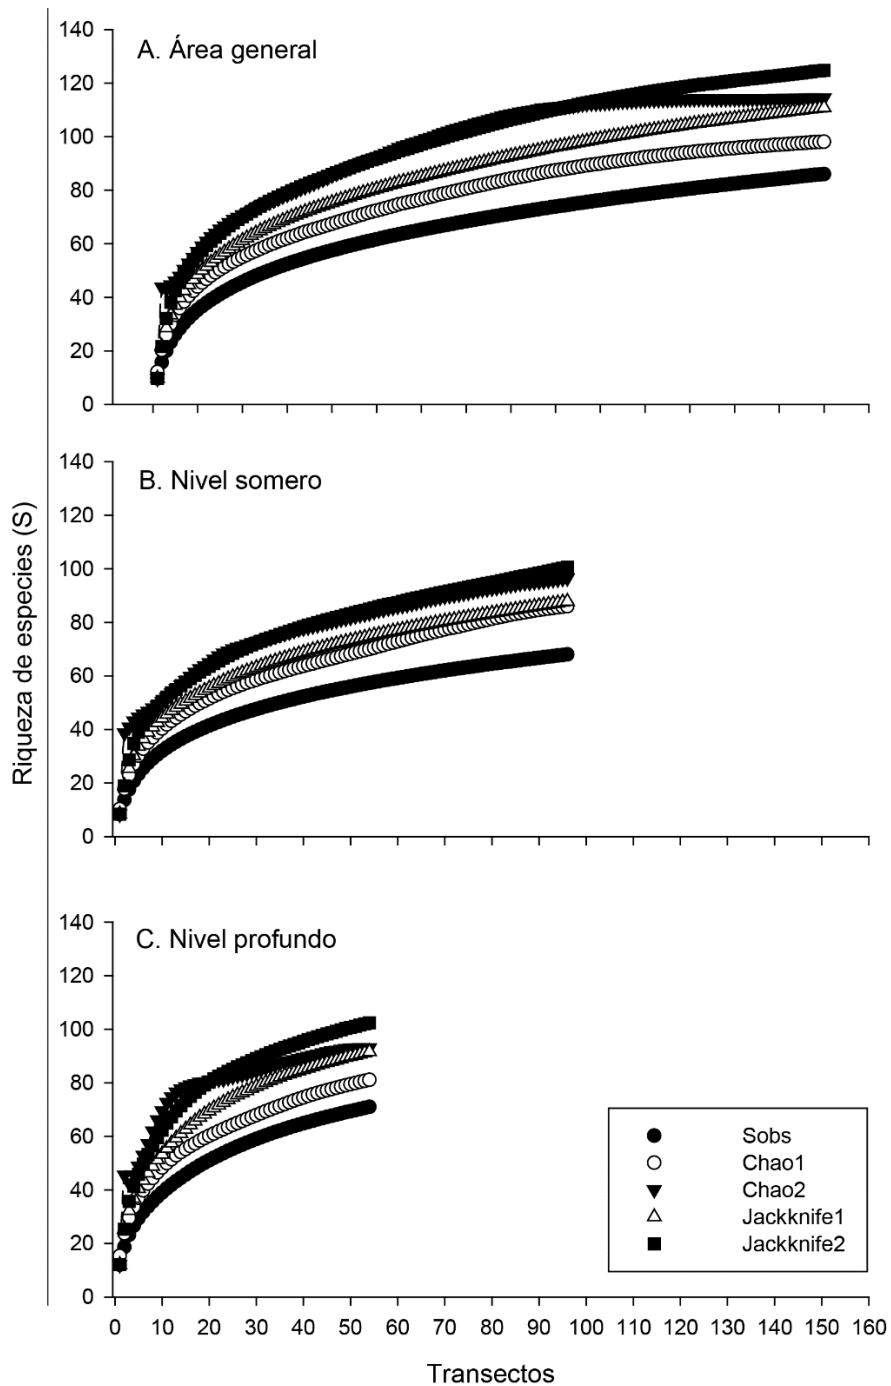 A. Área general
140
120
100
80
60
40
20
0
B. Nivel somero
140
120
100
80
60
40
20
0
Riqueza de especies (S)
C. Nivel profundo
140
120
100
80
60
40
20
0
Sobs
Chao1
Chao2
Jackknife1
Jackknife2
0 10 20 30 40 50 60 70 80 90 100 110 120 130 140 150 160
Transectos